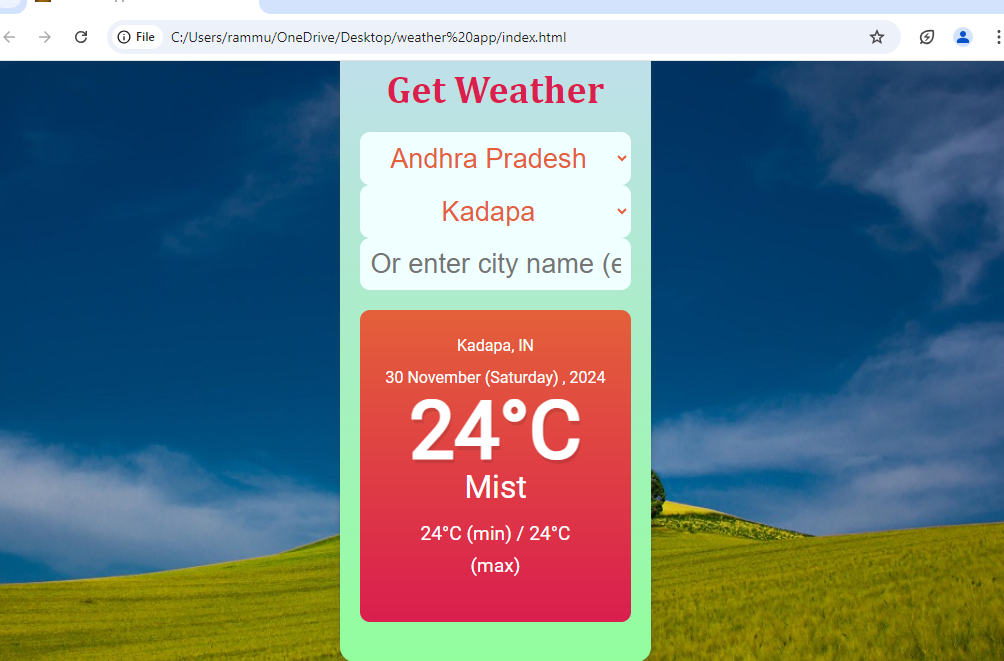 File C:/Users/rammu/OneDrive/Desktop/weather%20app/index.html
Get Weather
Andhra Pradesh
Kadapa
Or enter city name (e
Kadapa, IN
30 November (Saturday) , 2024
24°C
Mist
24°C (min) / 24°C
(max)